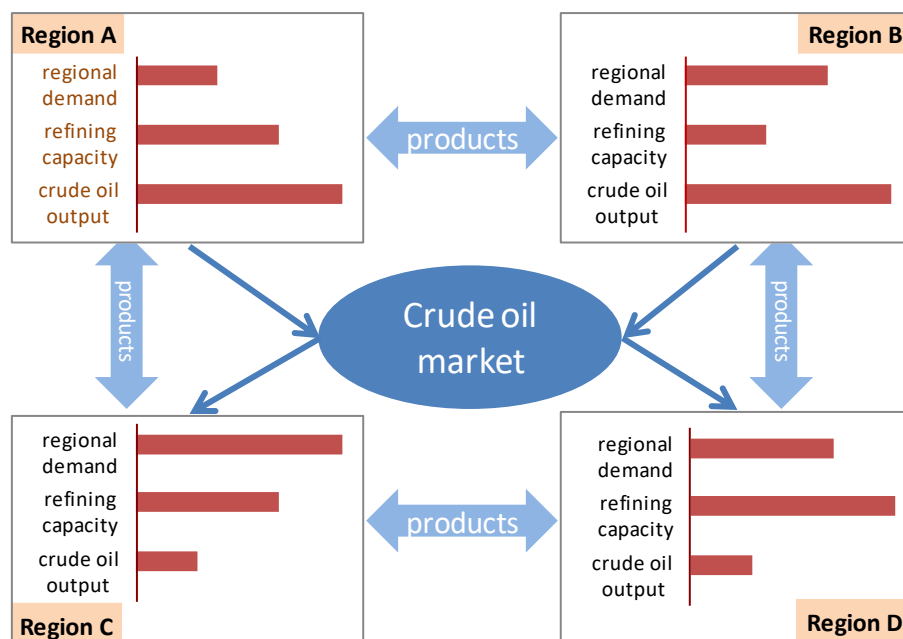 Region A
regional
demand
refining
capacity
crude oil
output
products
Region B
regional
demand
refining
capacity
crude oil
output
products
Crude oil
market
products
regional
demand
refining
capacity
crude oil
output
Region C
products
regional
demand
refining
capacity
crude oil
output
Region D